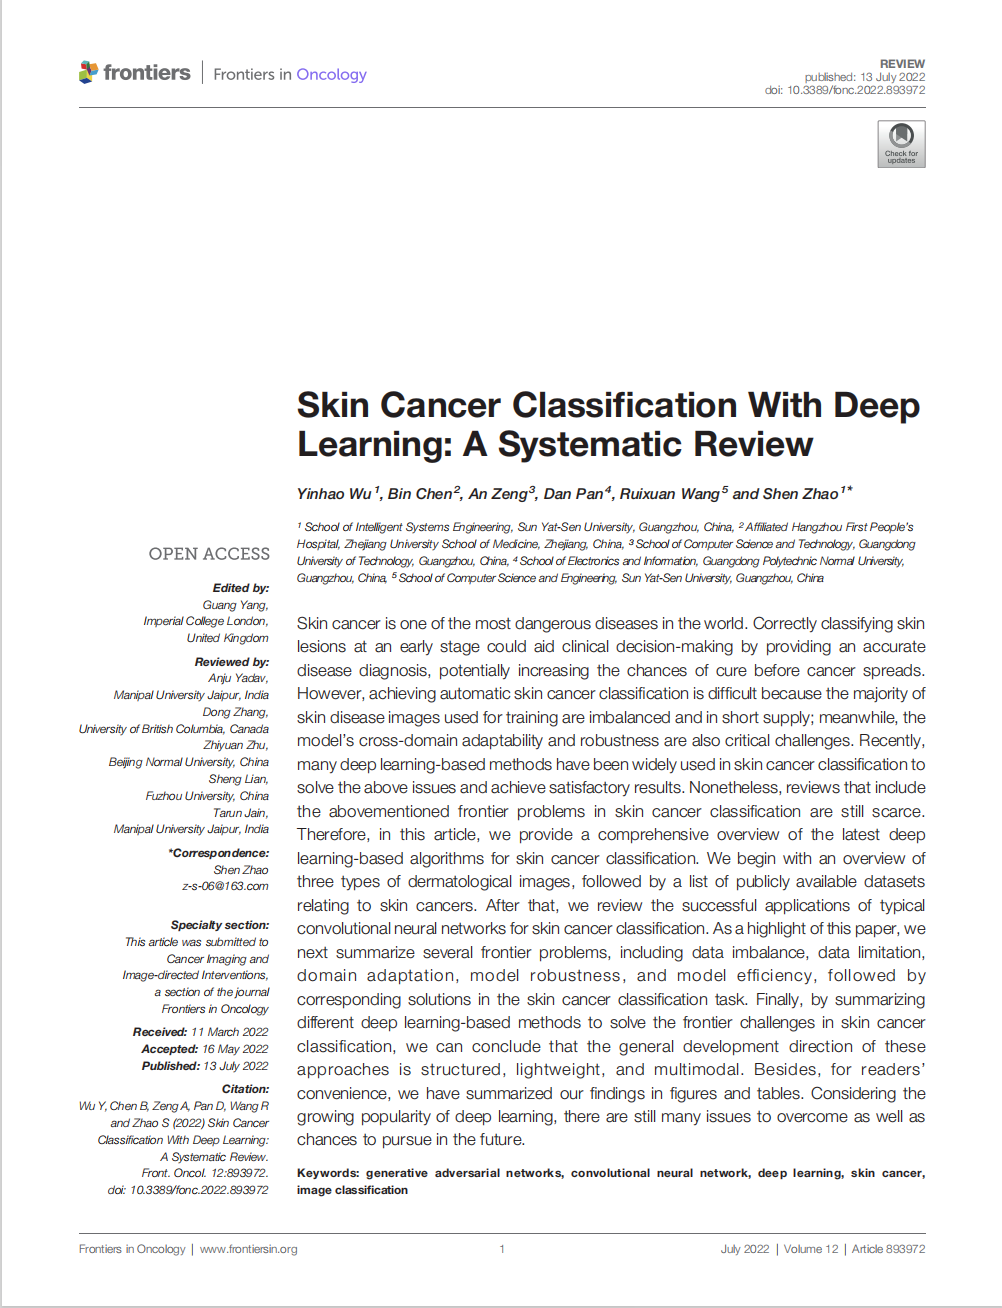 frontiers | Frontiers in Oncology
REVIEW
published: 13 July 2022
doi: 10.3389/fonc.2022.893972
Check for
updates
Skin Cancer Classification With Deep
Learning: A Systematic Review
Yinhao Wu 1, Bin Chen 2, An Zeng 3, Dan Pan 4, Ruixuan Wang 5 and Shen Zhao 1*
1 School of Intelligent Systems Engineering, Sun Yat-Sen University, Guangzhou, China, 2 Affiliated Hangzhou First People's
Hospital, Zhejiang University School of Medicine, Zhejiang, China, 3 School of Computer Science and Technology, Guangdong
University of Technology, Guangzhou, China, 4 School of Electronics and Information, Guangdong Polytechnic Normal University,
Guangzhou, China, 5 School of Computer Science and Engineering, Sun Yat-Sen University, Guangzhou, China
OPEN ACCESS
Edited by:
Guang Yang,
Imperial College London,
United Kingdom
Reviewed by:
Anju Yadav,
Manipal University Jaipur, India
Dong Zhang,
University of British Columbia, Canada
Zhiyuan Zhu,
Beijing Normal University, China
Sheng Lian,
Fuzhou University, China
Tarun Jain,
Manipal University Jaipur, India
*Correspondence:
Shen Zhao
z-s-06@163.com
Specialty section:
This article was submitted to
Cancer Imaging and
Image-directed Interventions,
a section of the journal
Frontiers in Oncology
Received: 11 March 2022
Accepted: 16 May 2022
Published: 13 July 2022
Citation:
Wu Y, Chen B, Zeng A, Pan D, Wang R
and Zhao S (2022) Skin Cancer
Classification With Deep Learning:
A Systematic Review.
Front. Oncol. 12:893972.
doi: 10.3389/fonc.2022.893972
Skin cancer is one of the most dangerous diseases in the world. Correctly classifying skin
lesions at an early stage could aid clinical decision-making by providing an accurate
disease diagnosis, potentially increasing the chances of cure before cancer spreads.
However, achieving automatic skin cancer classification is difficult because the majority of
skin disease images used for training are imbalanced and in short supply; meanwhile, the
model's cross-domain adaptability and robustness are also critical challenges. Recently,
many deep learning-based methods have been widely used in skin cancer classification to
solve the above issues and achieve satisfactory results. Nonetheless, reviews that include
the abovementioned frontier problems in skin cancer classification are still scarce.
Therefore, in this article, we provide a comprehensive overview of the latest deep
learning-based algorithms for skin cancer classification. We begin with an overview of
three types of dermatological images, followed by a list of publicly available datasets
relating to skin cancers. After that, we review the successful applications of typical
convolutional neural networks for skin cancer classification. As a highlight of this paper, we
next summarize several frontier problems, including data imbalance, data limitation,
domain adaptation, model robustness, and model efficiency, followed by
corresponding solutions in the skin cancer classification task. Finally, by summarizing
different deep learning-based methods to solve the frontier challenges in skin cancer
classification, we can conclude that the general development direction of these
approaches is structured, lightweight, and multimodal. Besides, for readers'
convenience, we have summarized our findings in figures and tables. Considering the
growing popularity of deep learning, there are still many issues to overcome as well as
chances to pursue in the future.
Keywords: generative adversarial networks, convolutional neural network, deep learning, skin cancer,
image classification
Frontiers in Oncology | www.frontiersin.org
1
July 2022 | Volume 12 | Article 893972